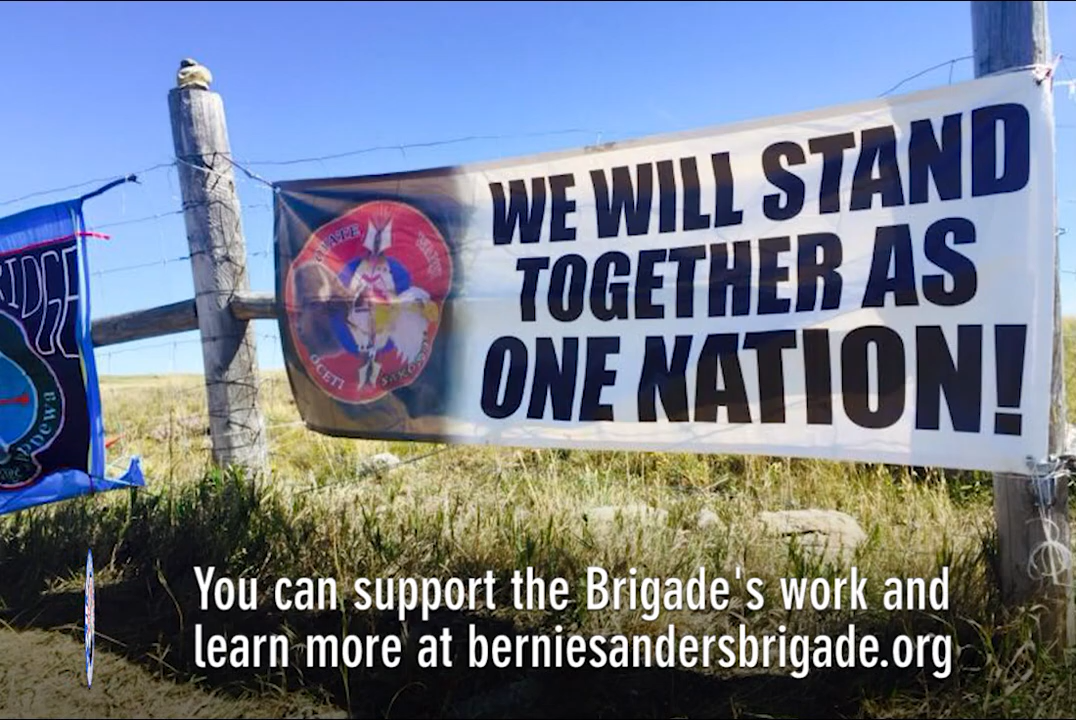 WE WILL STAND
TOGETHER AS
ONE NATION!
OCETI
You can support the Brigade's work and
learn more at berniesandersbrigade.org